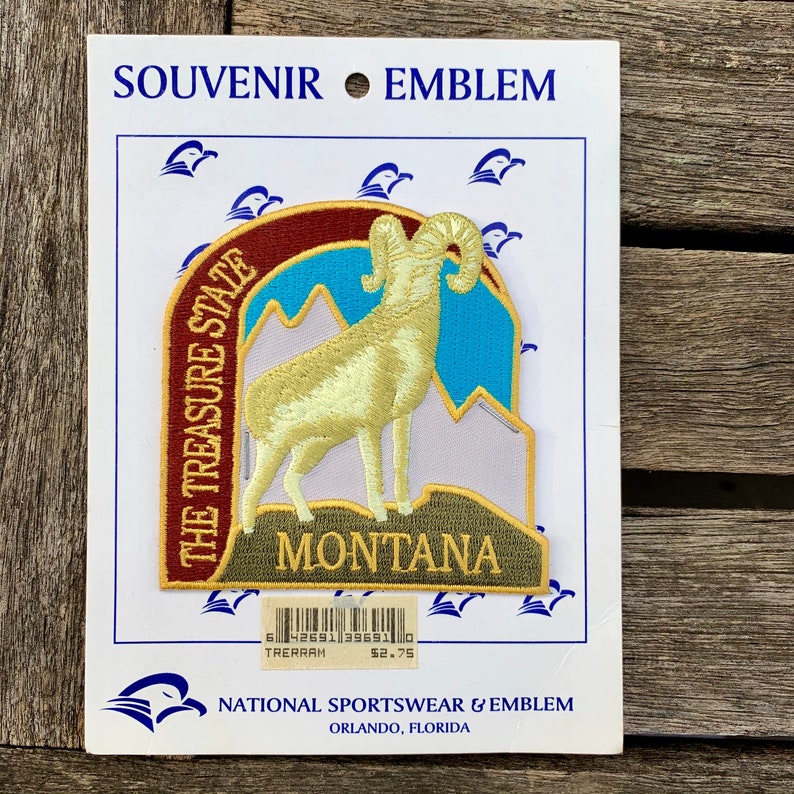 SOUVENIR EMBLEM
THE TREASURE STATE
MONTANA
6 42691 39691 0
TRERRAM $2.75
NATIONAL SPORTSWEAR & EMBLEM
ORLANDO, FLORIDA